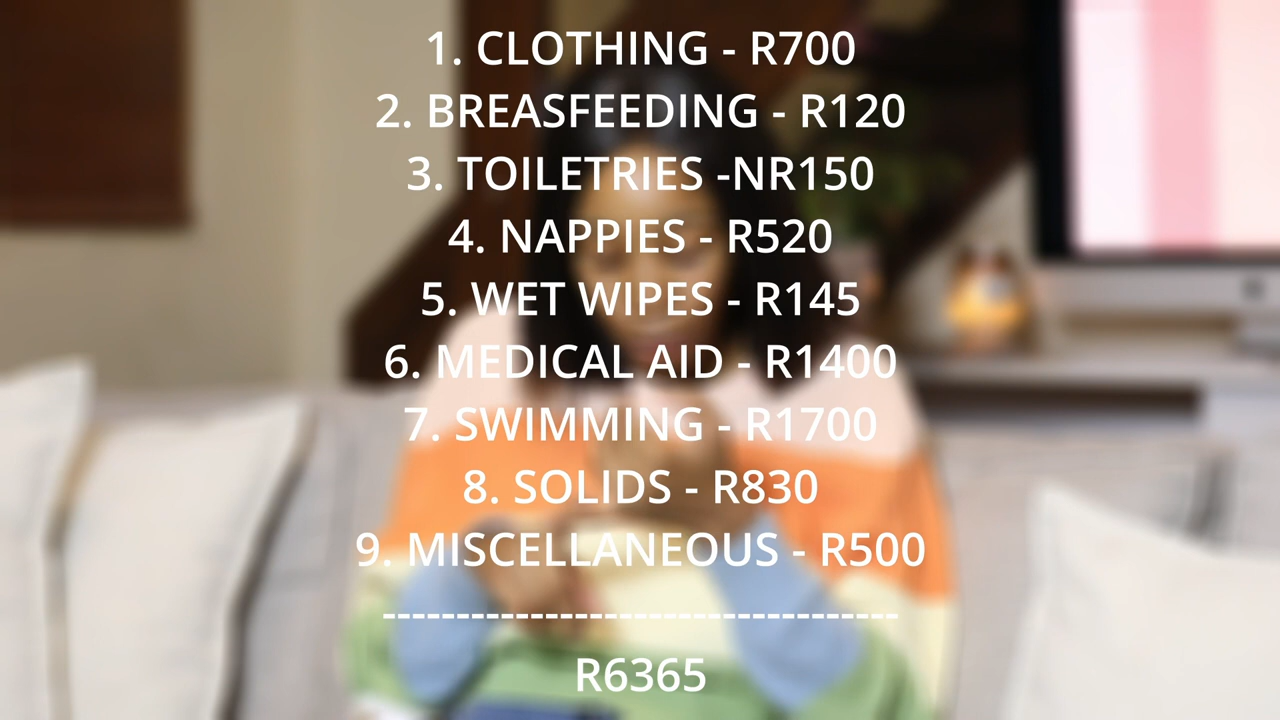 1. CLOTHING - R700
2. BREASFEEDING - R120
3. TOILETRIES -NR150
4. NAPPIES - R520
5. WET WIPES - R145
6. MEDICAL AID - R1400
7. SWIMMING - R1700
8. SOLIDS - R830
9. MISCELLANEOUS - R500
-----------------------------------
R6365